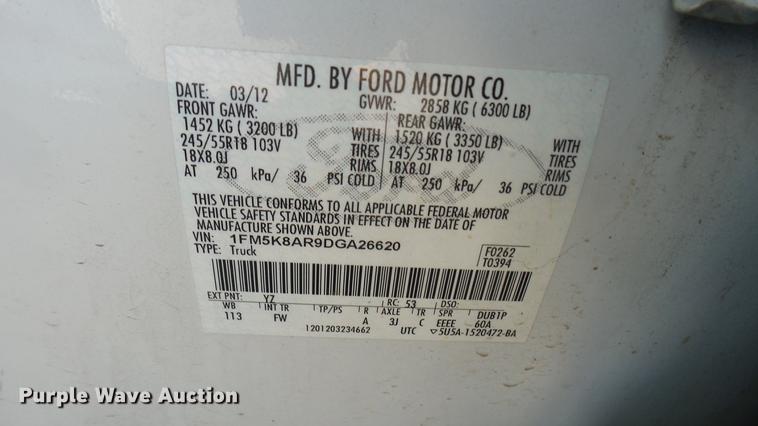 MFD. BY FORD MOTOR CO.
DATE: 03/12 GVWR: 2858 KG ( 6300 LB)
FRONT GAWR: REAR GAWR:
1452 KG ( 3200 LB) WITH 1520 KG ( 3350 LB) WITH
245/55R18 103V TIRES 245/55R18 103V TIRES
18X8.0J RIMS 18X8.0J RIMS
AT 250 kPa/ 36 PSI COLD AT 250 kPa/ 36 PSI COLD
THIS VEHICLE CONFORMS TO ALL APPLICABLE FEDERAL MOTOR
VEHICLE SAFETY STANDARDS IN EFFECT ON THE DATE OF
MANUFACTURE SHOWN ABOVE.
VIN: 1FM5K8AR9DGA26620 F0262
TYPE: Truck T0394
EXT PNT: YZ RC: 53 DSO:
WB INT TR TP/PS R AXLE TR SPR DUB1P
113 FW A 3J C EEEE 60A
1201203234662 UTC ▽5U5A-1520472-BA
Ford
Purple Wave Auction